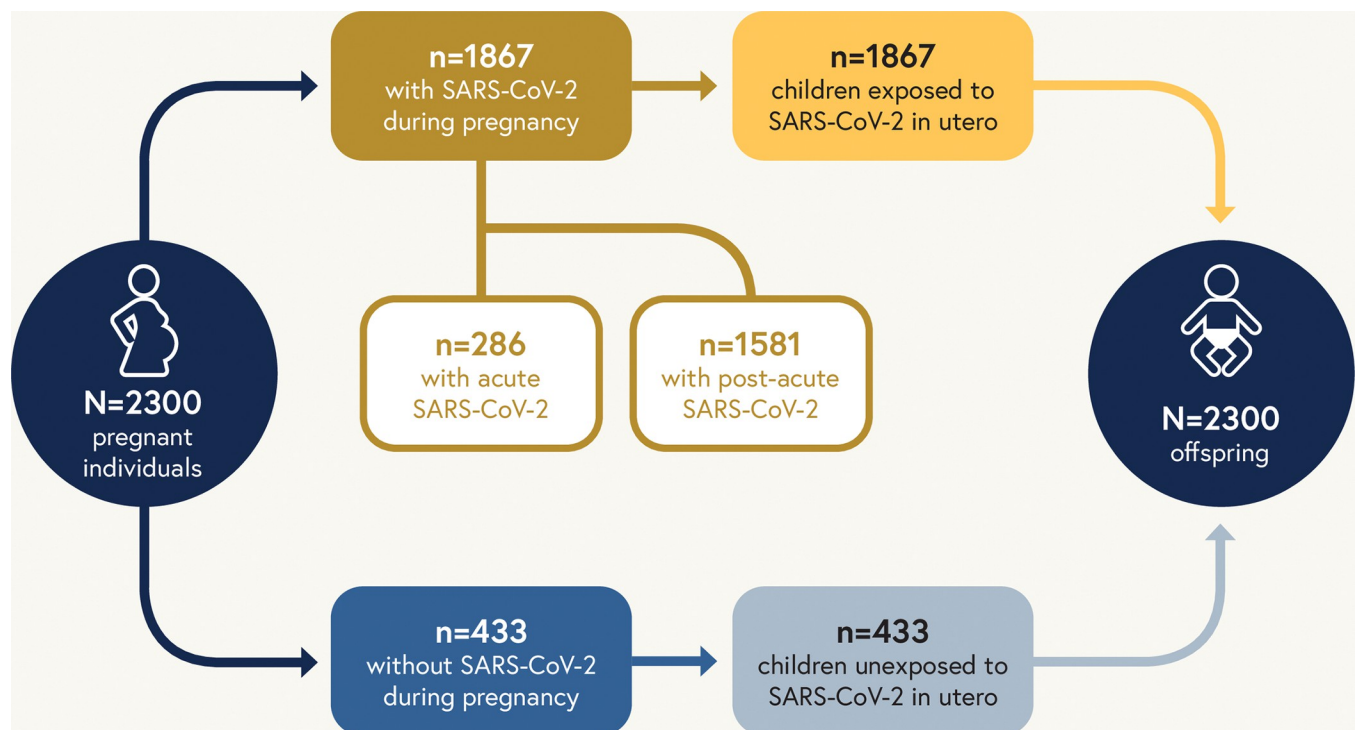 N=2300
pregnant
individuals
n=1867
with SARS-CoV-2
during pregnancy
n=1867
children exposed to
SARS-CoV-2 in utero
n=286
with acute
SARS-CoV-2
n=1581
with post-acute
SARS-CoV-2
n=433
without SARS-CoV-2
during pregnancy
n=433
children unexposed to
SARS-CoV-2 in utero
N=2300
offspring